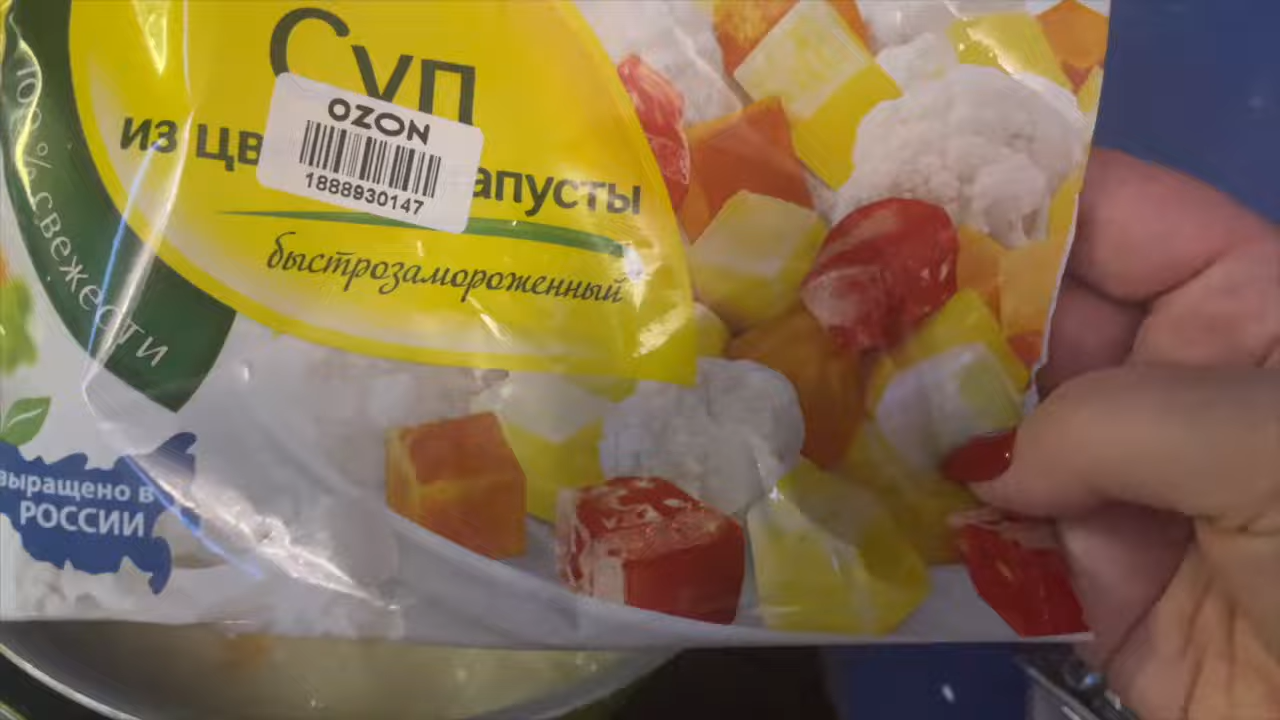 100% свежести
Суп
из цв апусты
OZON
1888930147
быстрозамороженный
выращено в
РОССИИ